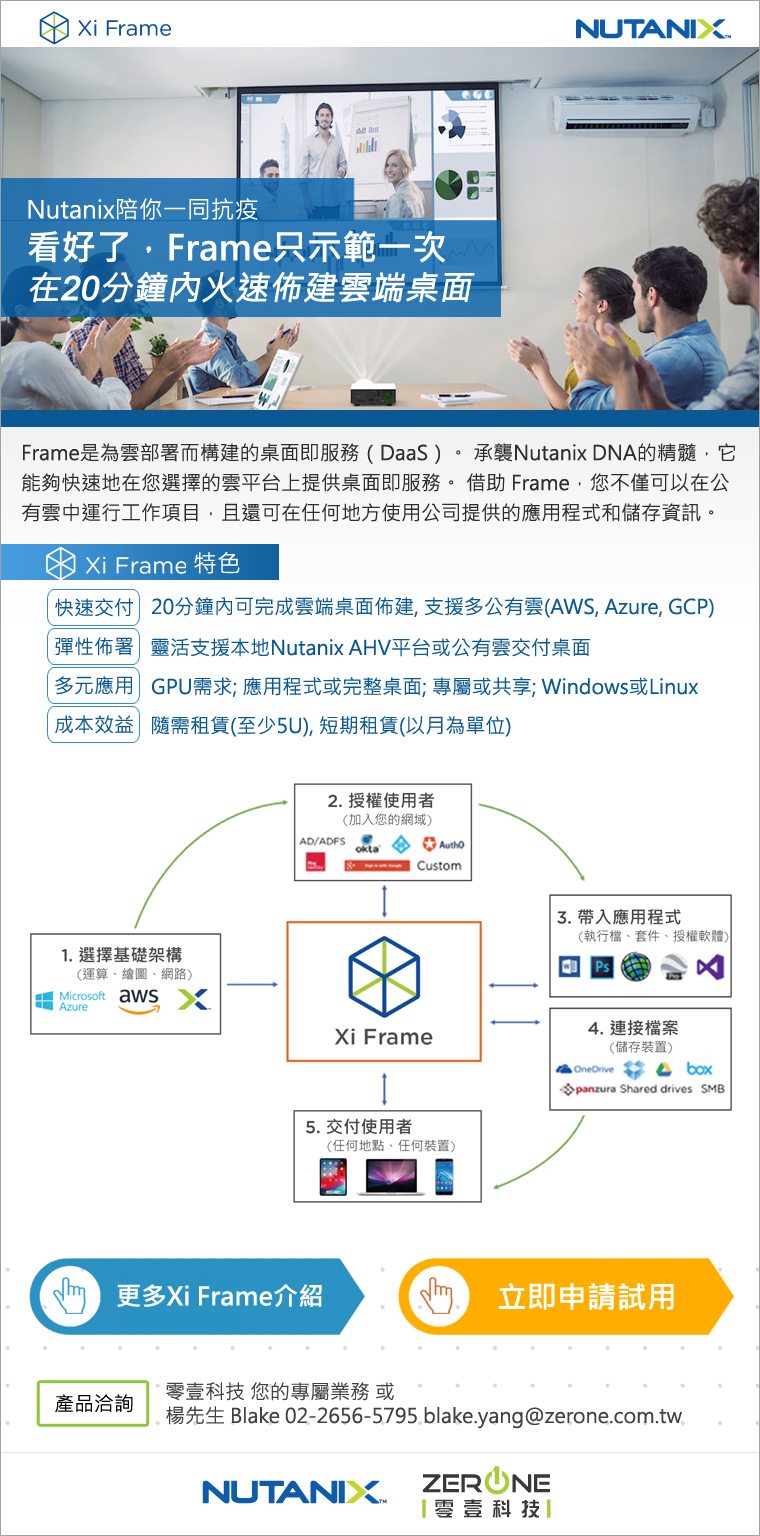 Xi Frame
NUTANIX™
Nutanix陪你一同抗疫
看好了，Frame只示範一次
在20分鐘內火速佈建雲端桌面
Frame是為雲部署而構建的桌面即服務（DaaS）。 承襲Nutanix DNA的精髓，它
能夠快速地在您選擇的雲平台上提供桌面即服務。 借助 Frame，您不僅可以在公
有雲中運行工作項目，且還可在任何地方使用公司提供的應用程式和儲存資訊。
Xi Frame 特色
快速交付 20分鐘內可完成雲端桌面佈建, 支援多公有雲(AWS, Azure, GCP)
彈性佈署 靈活支援本地Nutanix AHV平台或公有雲交付桌面
多元應用 GPU需求; 應用程式或完整桌面; 專屬或共享; Windows或Linux
成本效益 隨需租賃(至少5U), 短期租賃(以月為單位)
2. 授權使用者
（加入您的網域）
AD/ADFS okta Auth0
Ping Identity Sign in with Google Custom
1. 選擇基礎架構
（運算、繪圖、網路）
Microsoft Azure aws
Xi Frame
3. 帶入應用程式
（執行檔、套件、授權軟體）
Ps Pro
4. 連接檔案
（儲存裝置）
OneDrive box
panzura Shared drives SMB
5. 交付使用者
（任何地點、任何裝置）
更多Xi Frame介紹
立即申請試用
產品洽詢
零壹科技 您的專屬業務 或
楊先生 Blake 02-2656-5795 blake.yang@zerone.com.tw
NUTANIX™
ZERONE
零壹科技